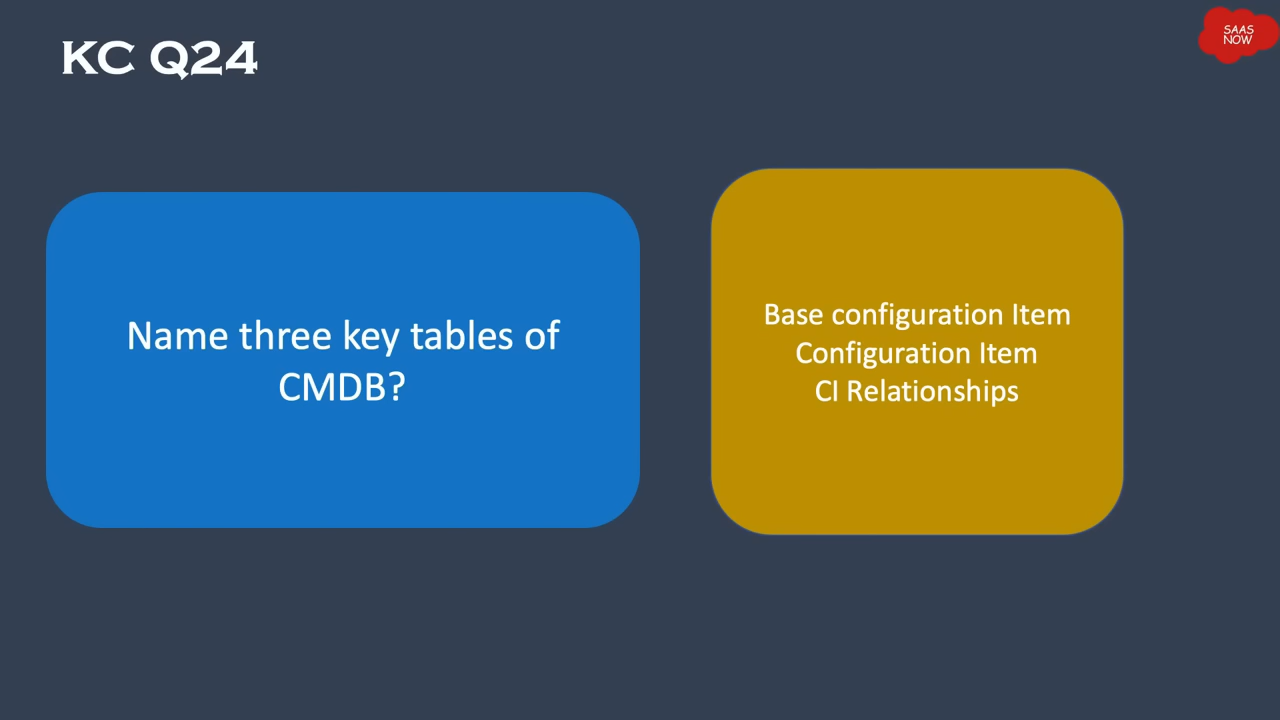 KC Q24
SAAS
NOW
Name three key tables of
CMDB?
Base configuration Item
Configuration Item
CI Relationships